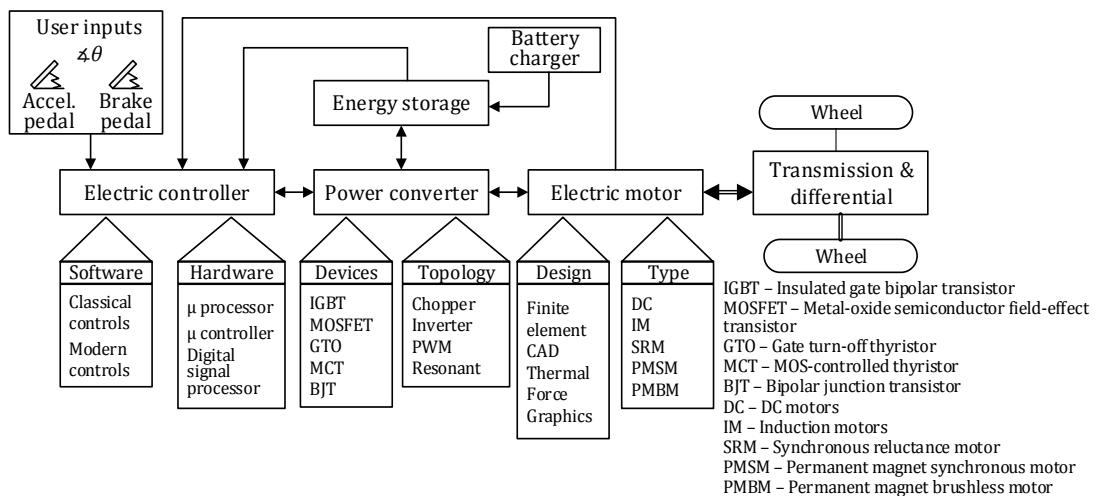 User inputs
∡θ
Accel.
pedal
Brake
pedal
Battery
charger
Energy storage
Electric controller
Power converter
Electric motor
Wheel
Transmission &
differential
Wheel
Software
Classical
controls
Modern
controls
Hardware
µ processor
µ controller
Digital
signal
processor
Devices
IGBT
MOSFET
GTO
MCT
BJT
Topology
Chopper
Inverter
PWM
Resonant
Design
Finite
element
CAD
Thermal
Force
Graphics
Type
DC
IM
SRM
PMSM
PMBM
IGBT – Insulated gate bipolar transistor
MOSFET – Metal-oxide semiconductor field-effect
transistor
GTO – Gate turn-off thyristor
MCT – MOS-controlled thyristor
BJT – Bipolar junction transistor
DC – DC motors
IM – Induction motors
SRM – Synchronous reluctance motor
PMSM – Permanent magnet synchronous motor
PMBM – Permanent magnet brushless motor